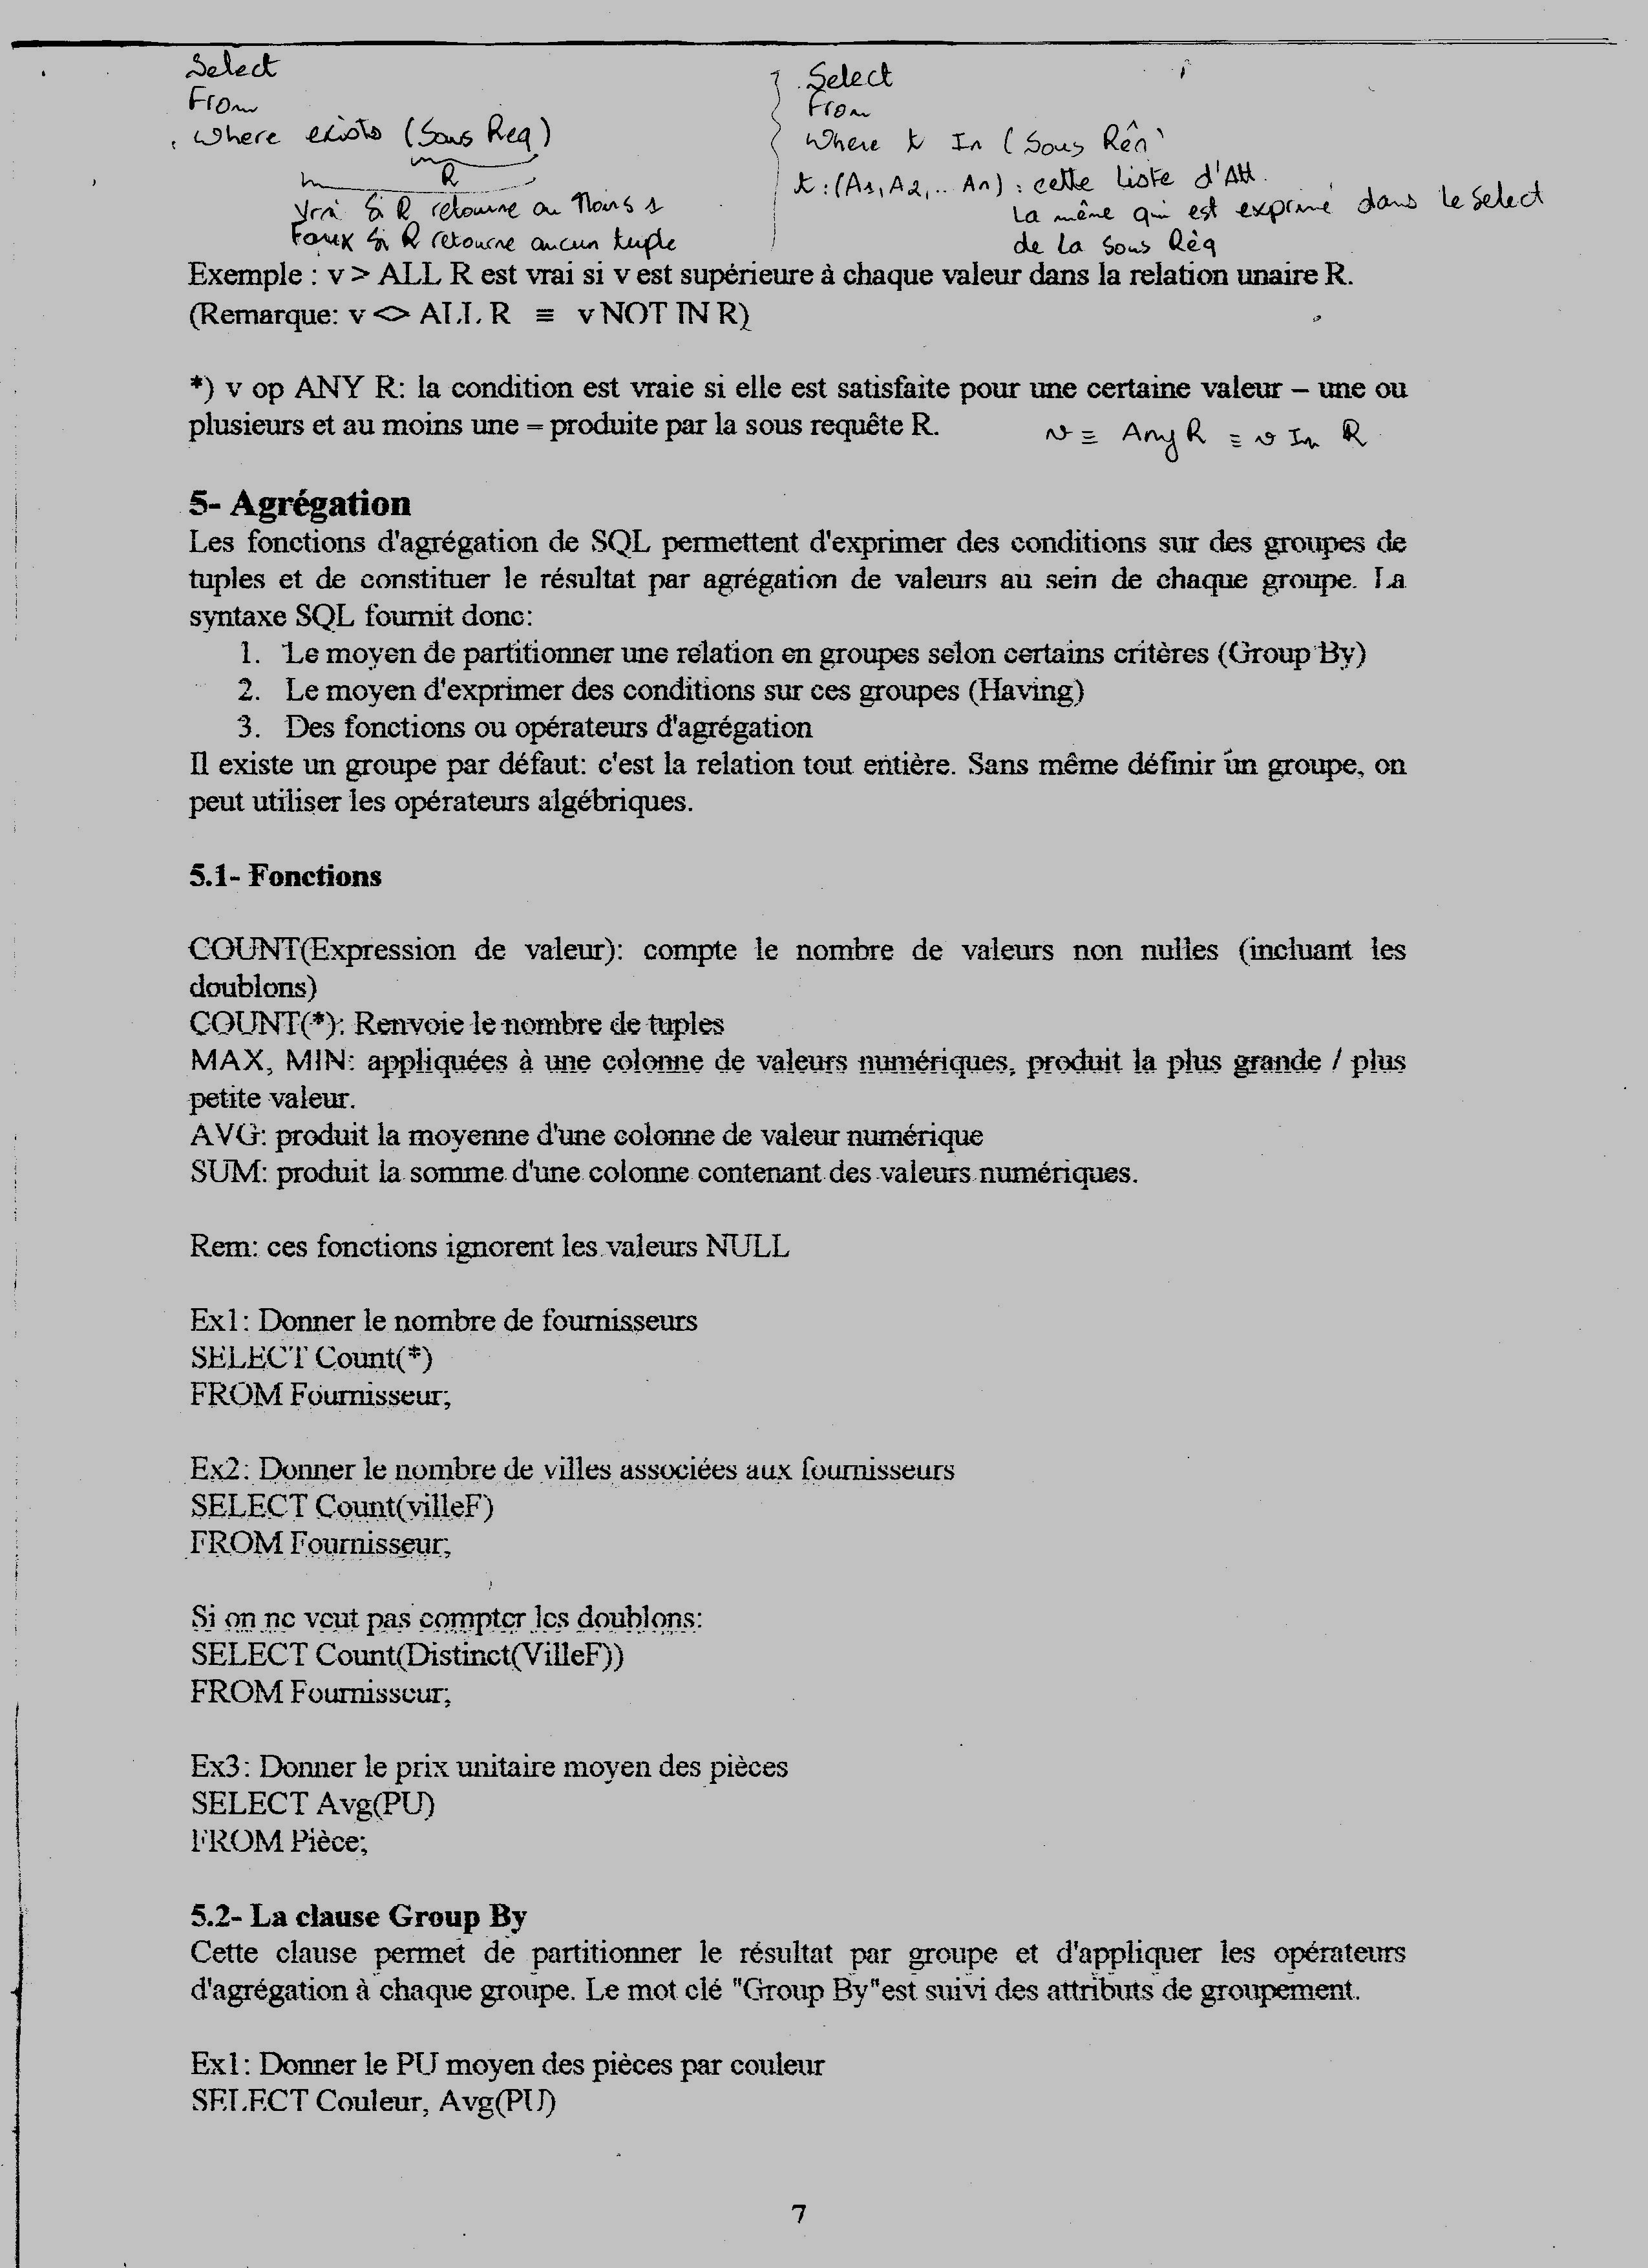 Select
From
where exists (Sous Req)
R
Vrai Si R retourne au Moins 1
Faux Si R retourne aucun tuple
Select
From
Where t In (Sous Rêq
t : (A1, A2, .. An) : cette liste d'Att.
La même qui est exprimé dans le select
de la sous Rèq
Exemple : v > ALL R est vrai si v est supérieure à chaque valeur dans la relation unaire R.
(Remarque: v <> ALL R ≡ v NOT IN R)
*) v op ANY R: la condition est vraie si elle est satisfaite pour une certaine valeur – une ou
plusieurs et au moins une – produite par la sous requête R.
v = Any R ≡ v In R
5- Agrégation
Les fonctions d'agrégation de SQL permettent d'exprimer des conditions sur des groupes de
tuples et de constituer le résultat par agrégation de valeurs au sein de chaque groupe. La
syntaxe SQL fournit donc:
1. Le moyen de partitionner une relation en groupes selon certains critères (Group By)
2. Le moyen d'exprimer des conditions sur ces groupes (Having)
3. Des fonctions ou opérateurs d'agrégation
Il existe un groupe par défaut: c'est la relation tout entière. Sans même définir un groupe, on
peut utiliser les opérateurs algébriques.
5.1- Fonctions
COUNT(Expression de valeur): compte le nombre de valeurs non nulles (incluant les
doublons)
COUNT(*): Renvoie le nombre de tuples
MAX, MIN: appliquées à une colonne de valeurs numériques, produit la plus grande / plus
petite valeur.
AVG: produit la moyenne d'une colonne de valeur numérique
SUM: produit la somme d'une colonne contenant des valeurs numériques.
Rem: ces fonctions ignorent les valeurs NULL
Ex1: Donner le nombre de fournisseurs
SELECT Count(*)
FROM Fournisseur;
Ex2: Donner le nombre de villes associées aux fournisseurs
SELECT Count(villeF)
FROM Fournisseur;
Si on ne veut pas compter les doublons:
SELECT Count(Distinct(VilleF))
FROM Fournisseur;
Ex3: Donner le prix unitaire moyen des pièces
SELECT Avg(PU)
FROM Pièce;
5.2- La clause Group By
Cette clause permet de partitionner le résultat par groupe et d'appliquer les opérateurs
d'agrégation à chaque groupe. Le mot clé "Group By"est suivi des attributs de groupement.
Ex1: Donner le PU moyen des pièces par couleur
SELECT Couleur, Avg(PU)
7